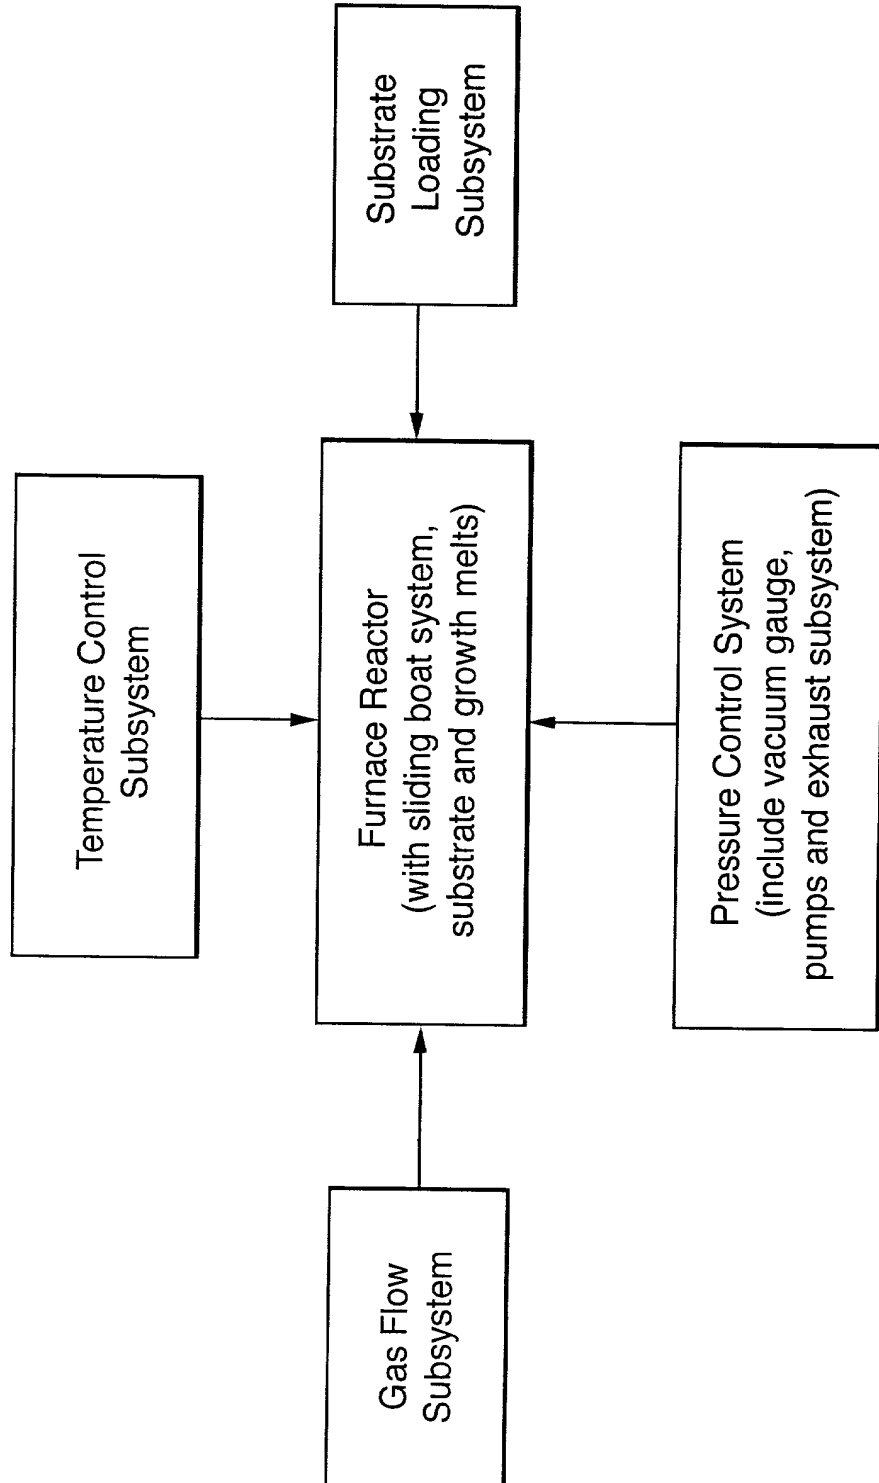 Temperature Control
Subsystem
Gas Flow
Subsystem
Furnace Reactor
(with sliding boat system,
substrate and growth melts)
Substrate
Loading
Subsystem
Pressure Control System
(include vacuum gauge,
pumps and exhaust subsystem)